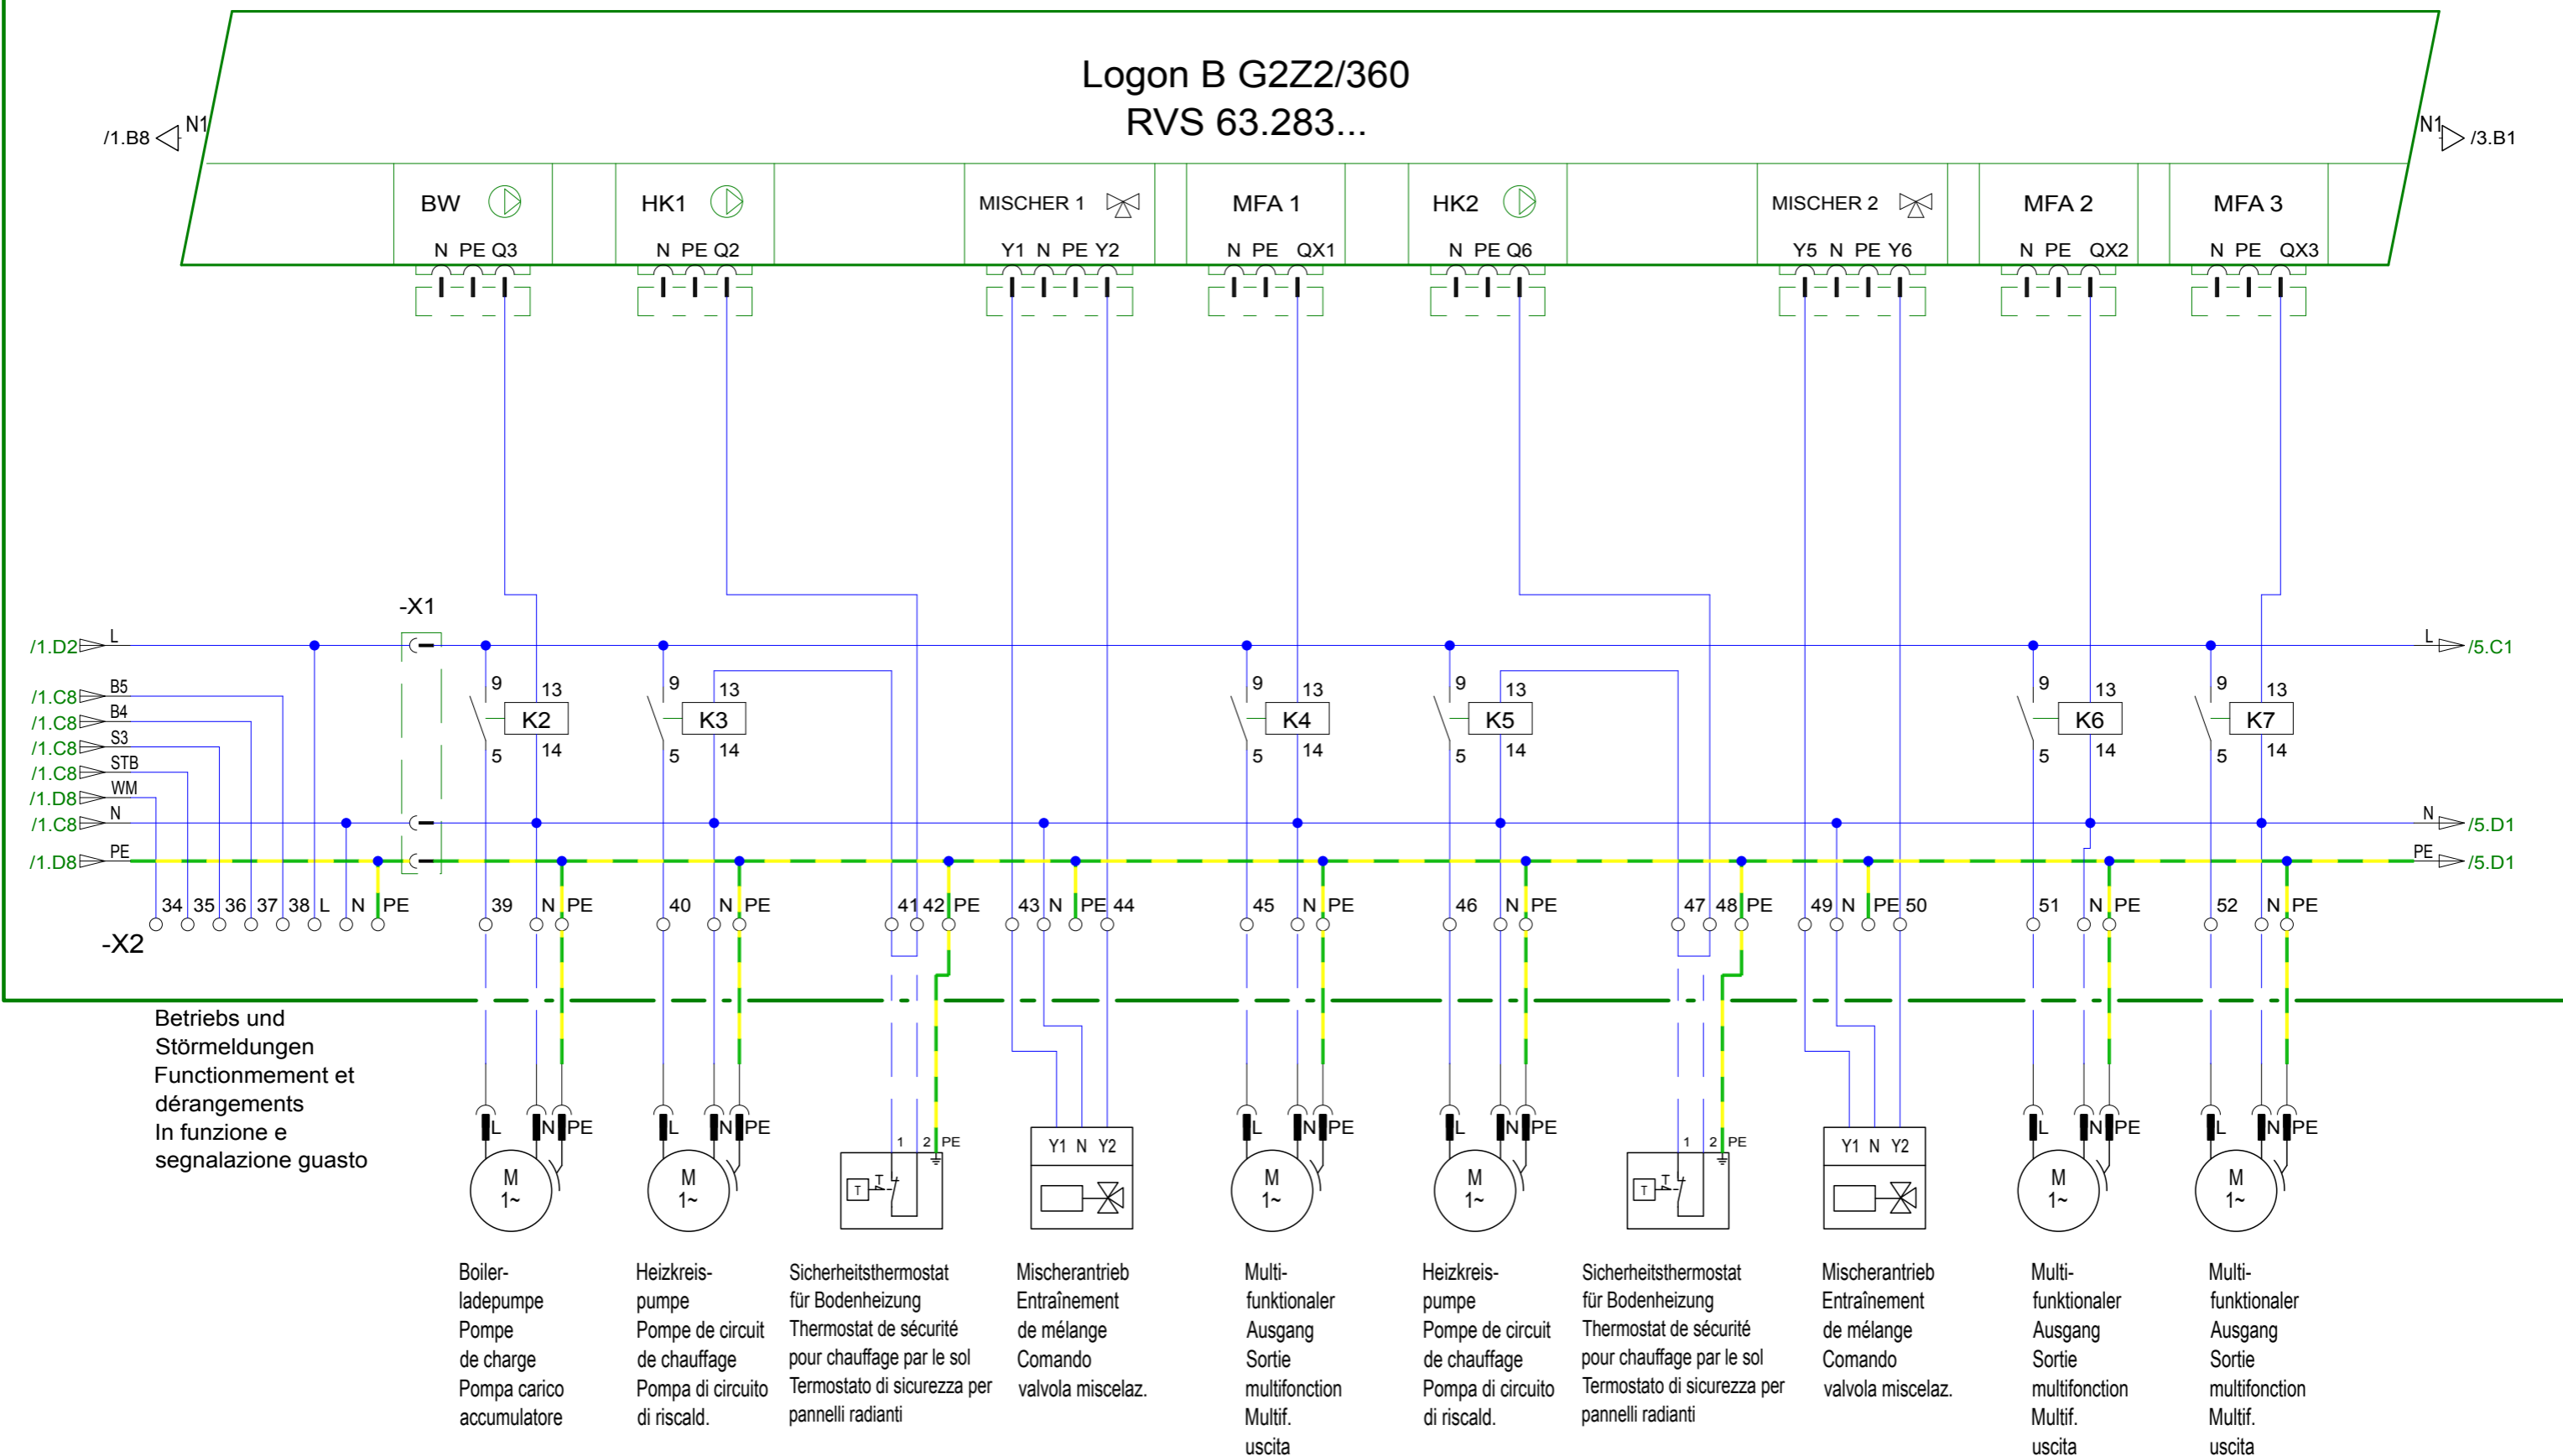 Logon B G2Z2/360
RVS 63.283...
/1.B8 N1
N1 /3.B1
BW HK1 MISCHER 1 MFA 1 HK2 MISCHER 2 MFA 2 MFA 3
N PE Q3 N PE Q2 Y1 N PE Y2 N PE QX1 N PE Q6 Y5 N PE Y6 N PE QX2 N PE QX3
-X1
/1.D2 L
L /5.C1
/1.C8 B5
/1.C8 B4
/1.C8 S3
/1.C8 STB
/1.D8 WM
/1.C8 N
/1.D8 PE
N /5.D1
PE /5.D1
9 13 9 13 9 13 9 13 9 13 9 13
K2 K3 K4 K5 K6 K7
5 14 5 14 5 14 5 14 5 14 5 14
34 35 36 37 38 L N PE 39 N PE 40 N PE 41 42 PE 43 N PE 44 45 N PE 46 N PE 47 48 PE 49 N PE 50 51 N PE 52 N PE
-X2
Betriebs und
Störmeldungen
Functionmement et
dérangements
In funzione e
segnalazione guasto
L N PE L N PE 1 2 PE Y1 N Y2 L N PE L N PE 1 2 PE Y1 N Y2 L N PE L N PE
M M T T M M T T M M
1~ 1~ 1~ 1~ 1~ 1~
Boiler-
ladepumpe
Pompe
de charge
Pompa carico
accumulatore
Heizkreis-
pumpe
Pompe de circuit
de chauffage
Pompa di circuito
di riscald.
Sicherheitsthermostat
für Bodenheizung
Thermostat de sécurité
pour chauffage par le sol
Termostato di sicurezza per
pannelli radianti
Mischerantrieb
Entraînement
de mélange
Comando
valvola miscelaz.
Multi-
funktionaler
Ausgang
Sortie
multifonction
Multif.
uscita
Heizkreis-
pumpe
Pompe de circuit
de chauffage
Pompa di circuito
di riscald.
Sicherheitsthermostat
für Bodenheizung
Thermostat de sécurité
pour chauffage par le sol
Termostato di sicurezza per
pannelli radianti
Mischerantrieb
Entraînement
de mélange
Comando
valvola miscelaz.
Multi-
funktionaler
Ausgang
Sortie
multifonction
Multif.
uscita
Multi-
funktionaler
Ausgang
Sortie
multifonction
Multif.
uscita